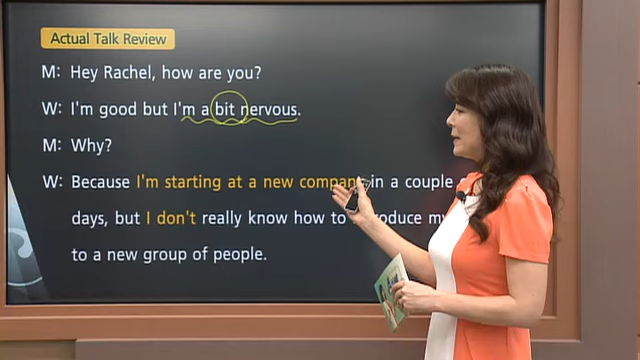 Actual Talk Review
M: Hey Rachel, how are you?
W: I'm good but I'm a bit nervous.
M: Why?
W: Because I'm starting at a new company in a couple
days, but I don't really know how to
to a new group of people.